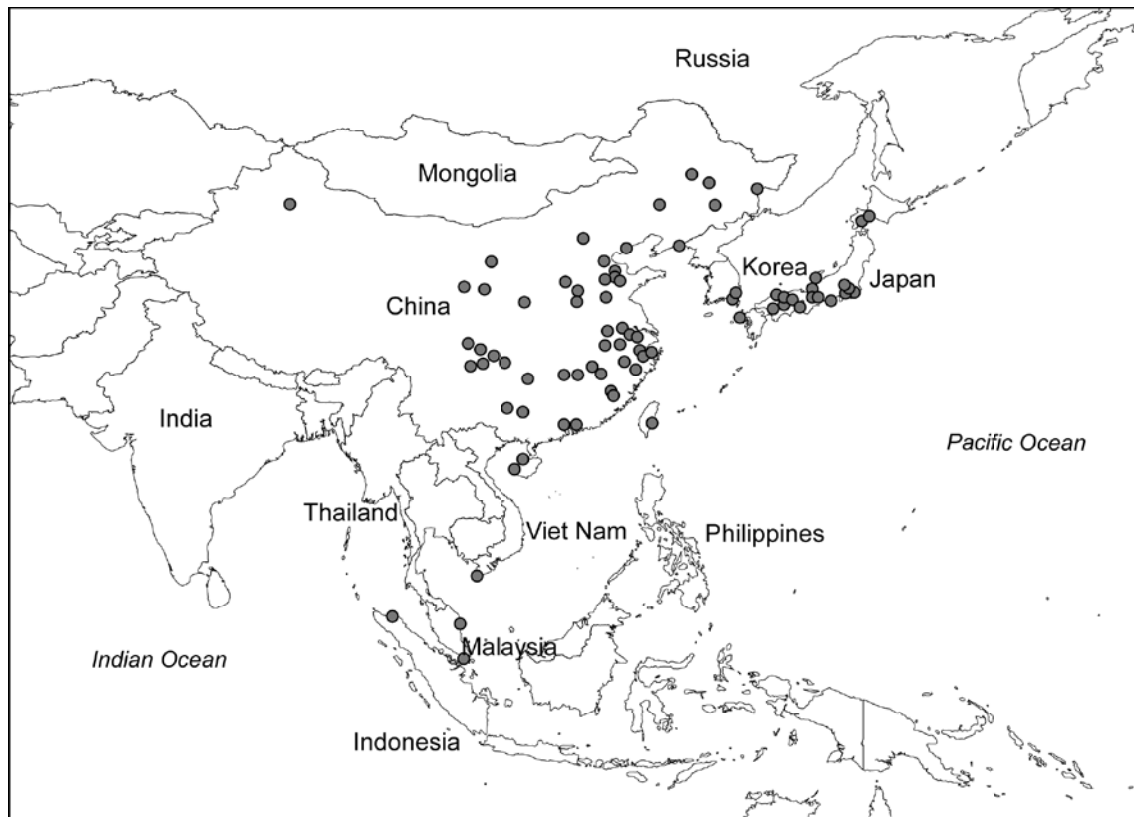 Russia
Mongolia
Korea
Japan
China
India
Pacific Ocean
Thailand
Viet Nam
Philippines
Malaysia
Indian Ocean
Indonesia